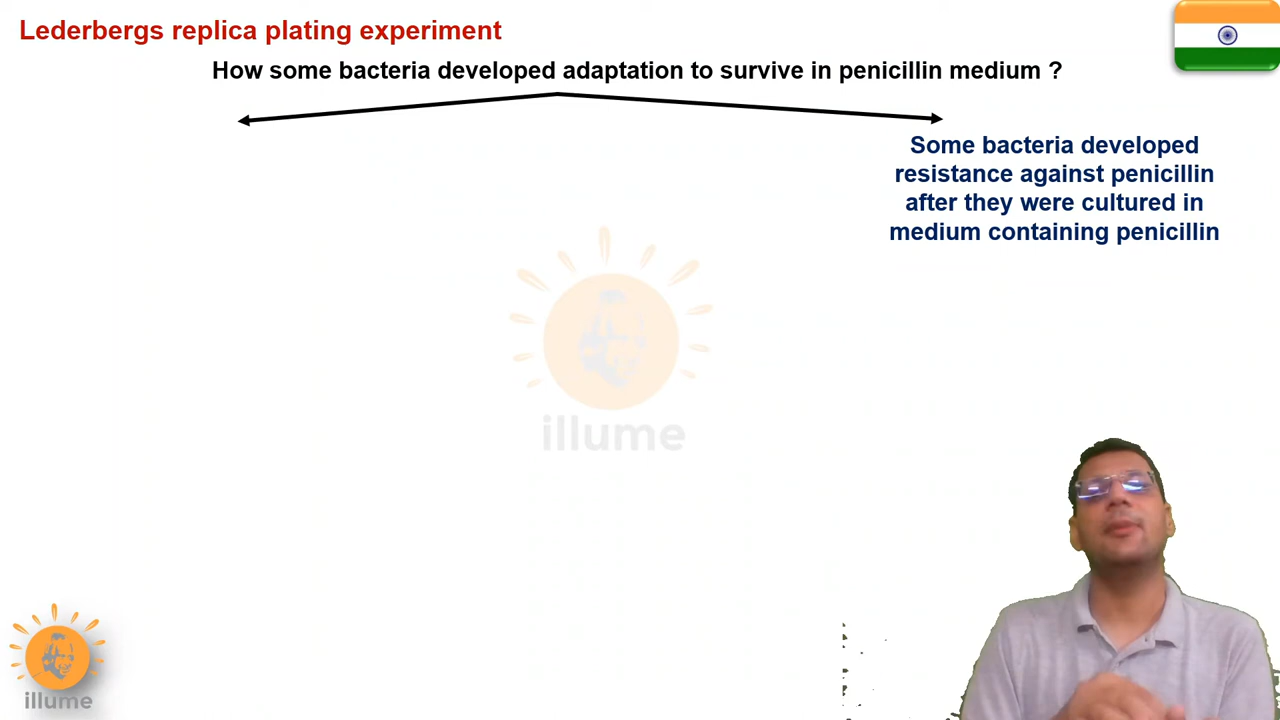 Lederbergs replica plating experiment
How some bacteria developed adaptation to survive in penicillin medium ?
Some bacteria developed
resistance against penicillin
after they were cultured in
medium containing penicillin
illume
illume